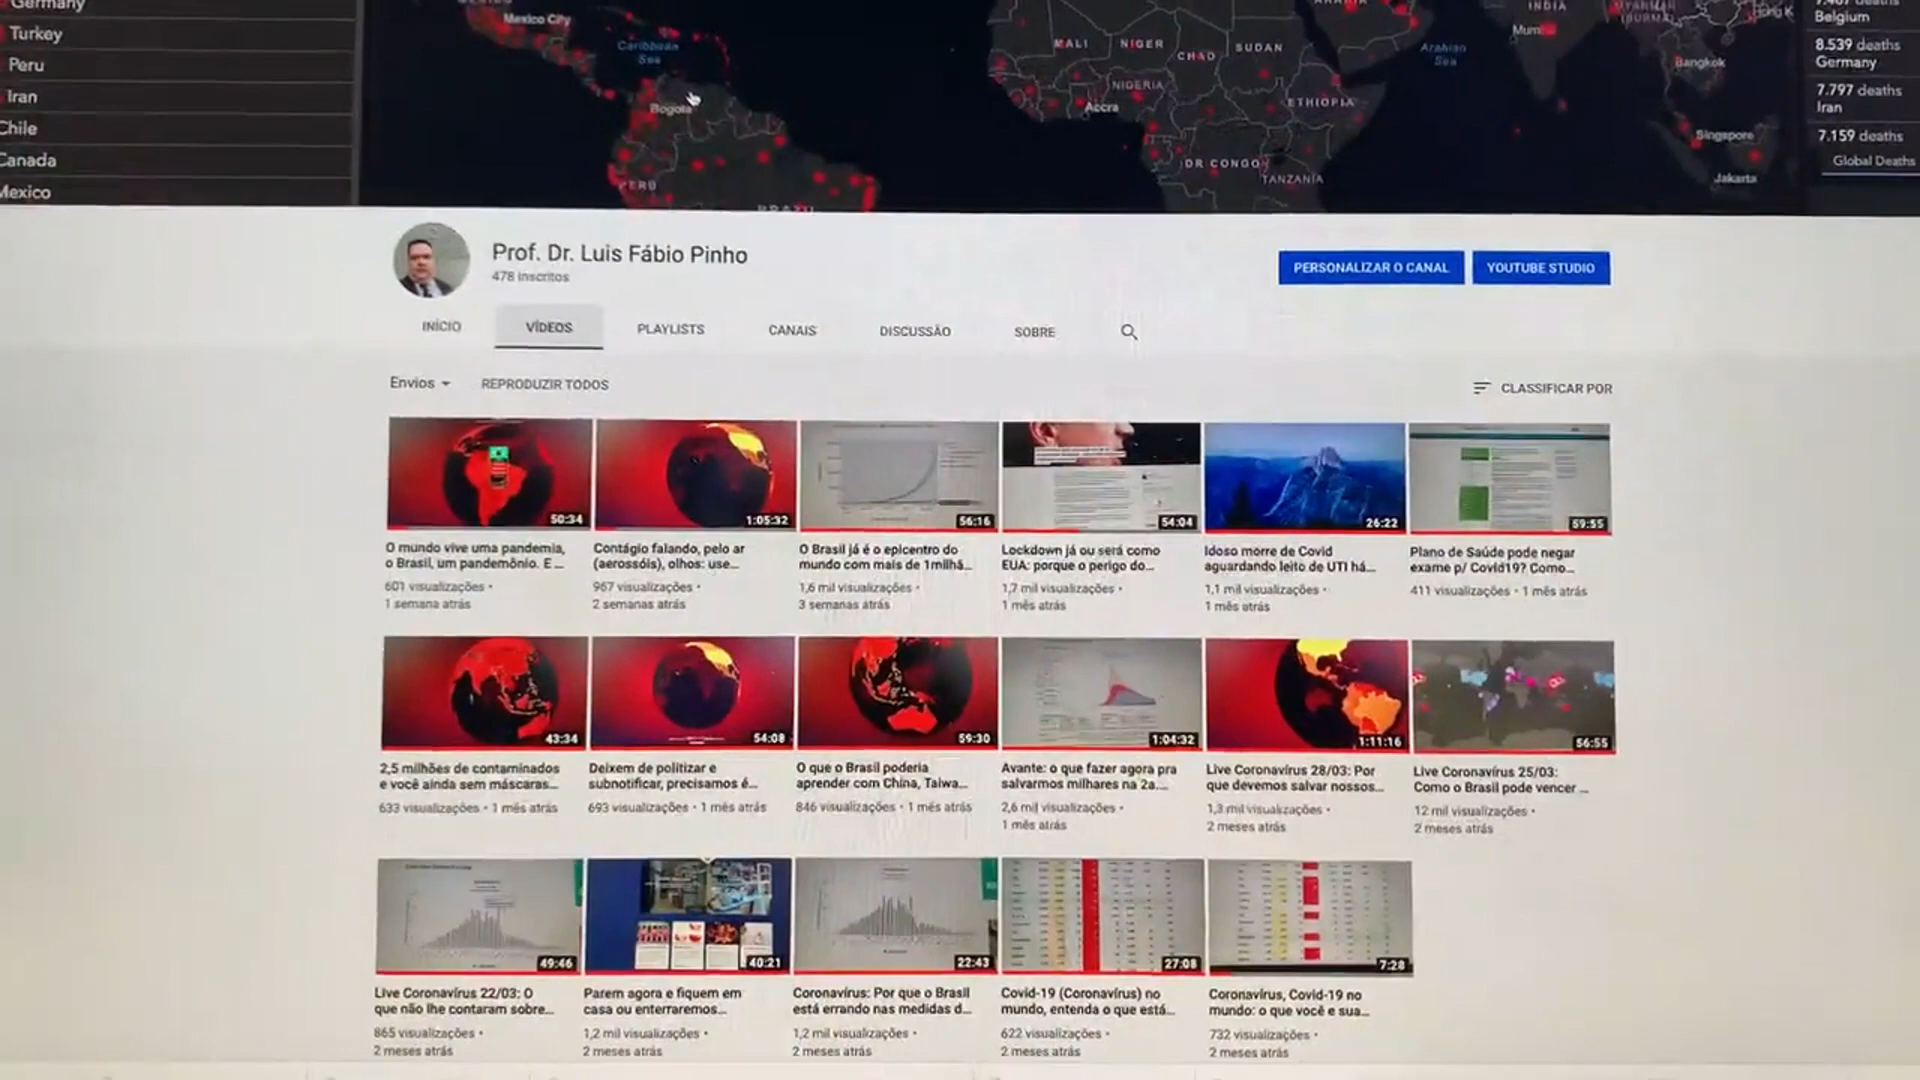 Germany
Turkey
Peru
Iran
Chile
Canada
Mexico
Mexico City
Caribbean
Sea
Bogota
PERU
BRAZIL
MALI
NIGER
CHAD
SUDAN
NIGERIA
Accra
ETHIOPIA
DR CONGO
TANZANIA
Arabian
Sea
INDIA
Bangkok
Singapore
Jakarta
Belgium
8.539 deaths
Germany
7.797 deaths
Iran
7.159 deaths
Global Deaths
Prof. Dr. Luis Fábio Pinho
478 inscritos
PERSONALIZAR O CANAL
YOUTUBE STUDIO
INÍCIO
VÍDEOS
PLAYLISTS
CANAIS
DISCUSSÃO
SOBRE
Envios
REPRODUZIR TODOS
CLASSIFICAR POR
50:34
O mundo vive uma pandemia,
o Brasil, um pandemônio. E ...
601 visualizações •
1 semana atrás
1:05:32
Contágio falando, pelo ar
(aerossóis), olhos: use...
967 visualizações •
2 semanas atrás
56:16
O Brasil já é o epicentro do
mundo com mais de 1milhã...
1,6 mil visualizações •
3 semanas atrás
54:04
Lockdown já ou será como
EUA: porque o perigo do...
1,7 mil visualizações •
1 mês atrás
26:22
Idoso morre de Covid
aguardando leito de UTI há...
1,1 mil visualizações •
1 mês atrás
59:55
Plano de Saúde pode negar
exame p/ Covid19? Como...
411 visualizações • 1 mês atrás
43:34
2,5 milhões de contaminados
e você ainda sem máscaras...
633 visualizações • 1 mês atrás
54:08
Deixem de politizar e
subnotificar, precisamos é...
693 visualizações • 1 mês atrás
59:30
O que o Brasil poderia
aprender com China, Taiwa...
846 visualizações • 1 mês atrás
1:04:32
Avante: o que fazer agora pra
salvarmos milhares na 2a....
2,6 mil visualizações •
1 mês atrás
1:11:16
Live Coronavírus 28/03: Por
que devemos salvar nossos...
1,3 mil visualizações •
2 meses atrás
56:55
Live Coronavírus 25/03:
Como o Brasil pode vencer ...
12 mil visualizações •
2 meses atrás
49:46
Live Coronavírus 22/03: O
que não lhe contaram sobre...
865 visualizações •
2 meses atrás
40:21
Parem agora e fiquem em
casa ou enterraremos...
1,2 mil visualizações •
2 meses atrás
22:43
Coronavírus: Por que o Brasil
está errando nas medidas d...
1,2 mil visualizações •
2 meses atrás
27:08
Covid-19 (Coronavírus) no
mundo, entenda o que está...
622 visualizações •
2 meses atrás
7:28
Coronavírus, Covid-19 no
mundo: o que você e sua...
732 visualizações •
2 meses atrás